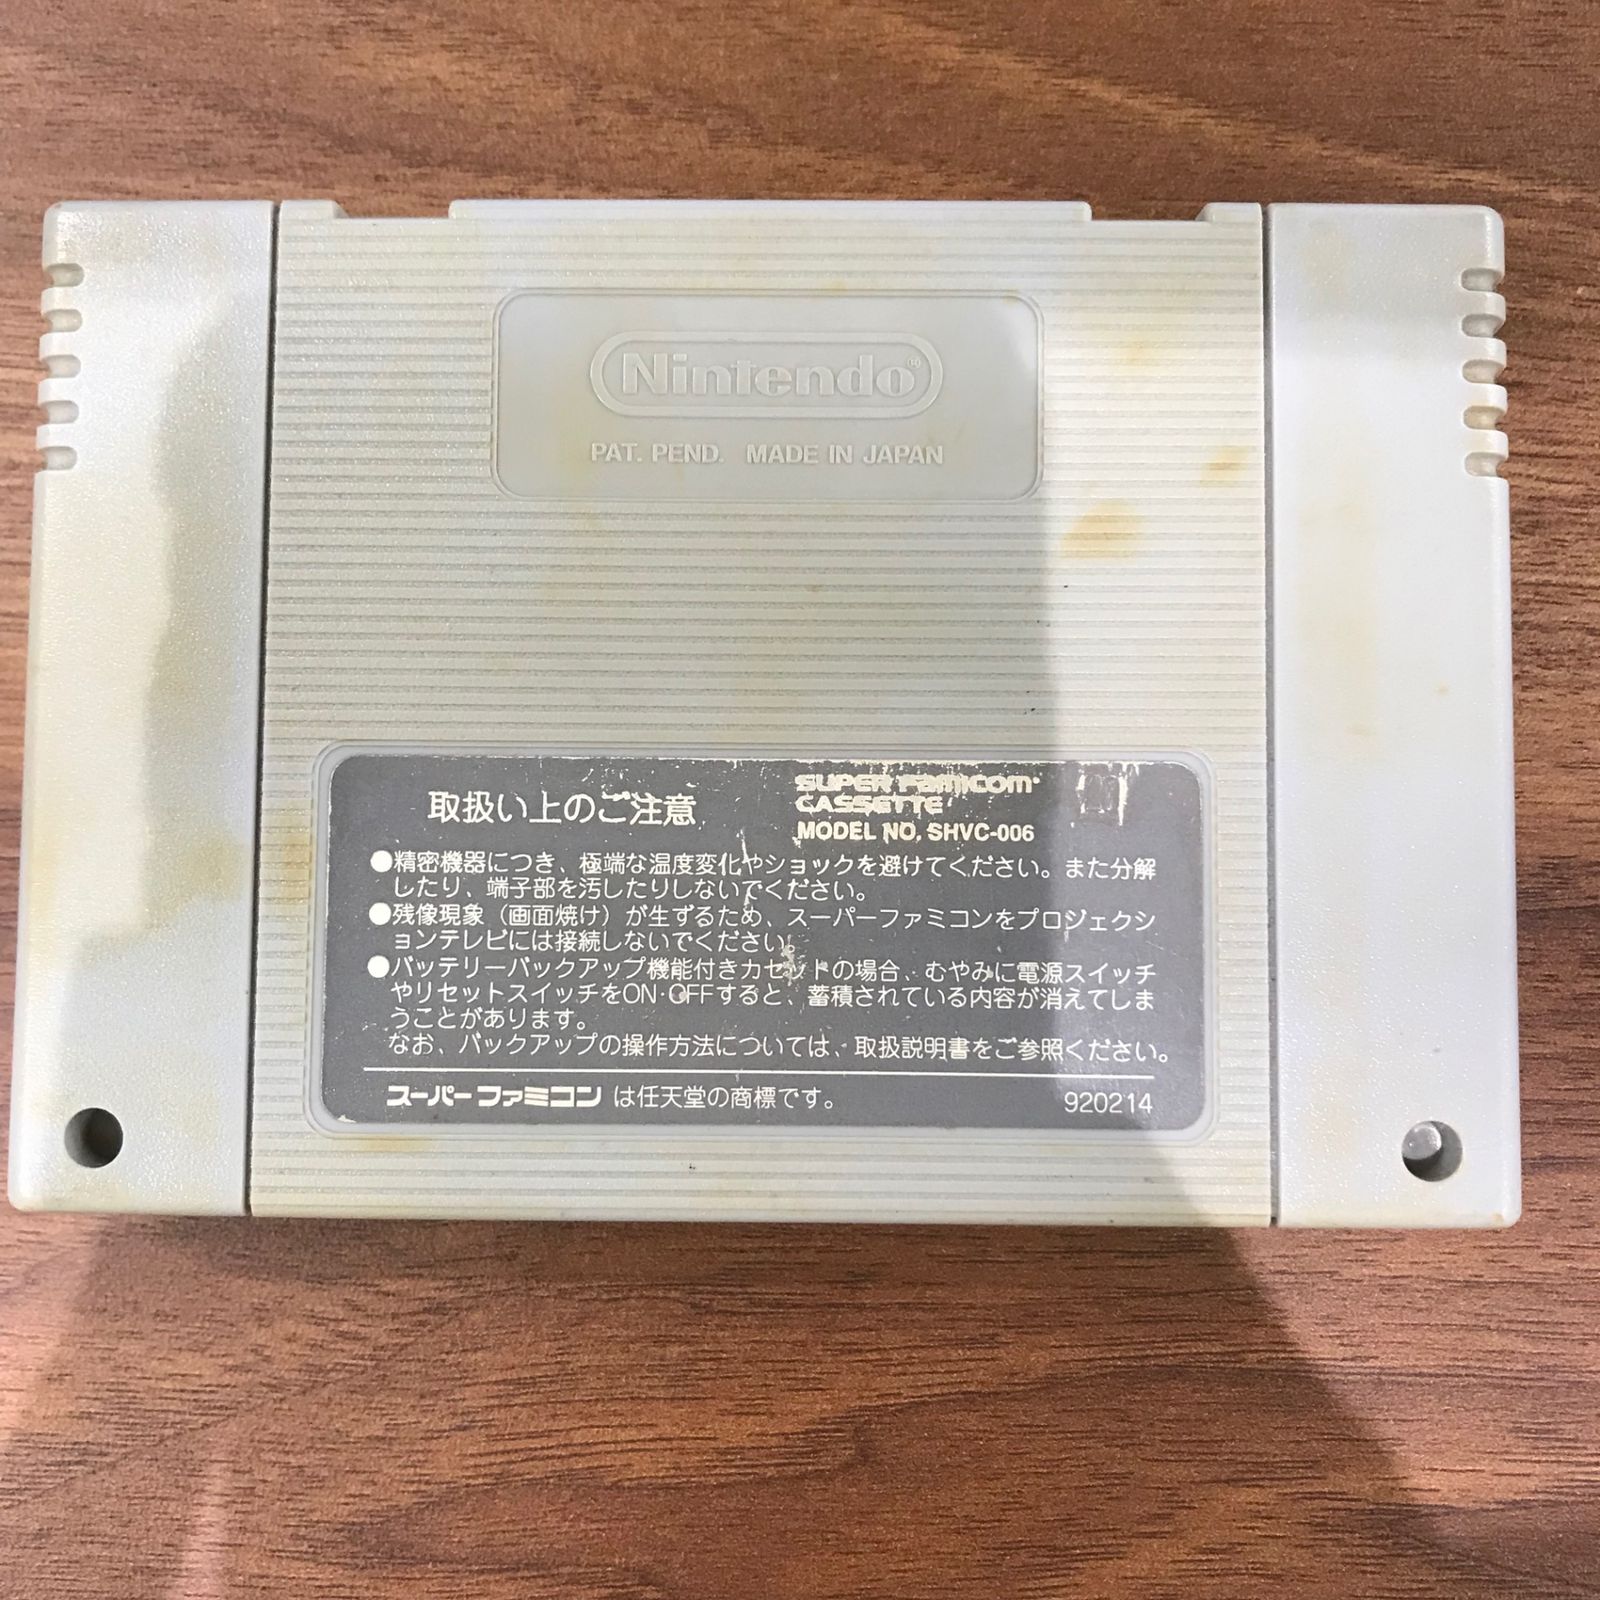 Nintendo®
PAT. PEND. MADE IN JAPAN
取扱い上のご注意
SUPER FAMICOM
CASSETTE
MODEL NO. SHVC-006
●精密機器につき、極端な温度変化やショックを避けてください。また分解
したり、端子部を汚したりしないでください。
●残像現象（画面焼け）が生ずるため、スーパーファミコンをプロジェクシ
ョンテレビには接続しないでください。
●バッテリーバックアップ機能付きカセットの場合、むやみに電源スイッチ
やリセットスイッチをON·OFFすると、蓄積されている内容が消えてしま
うことがあります。
なお、バックアップの操作方法については、取扱説明書をご参照ください。
スーパーファミコン は任天堂の商標です。
920214